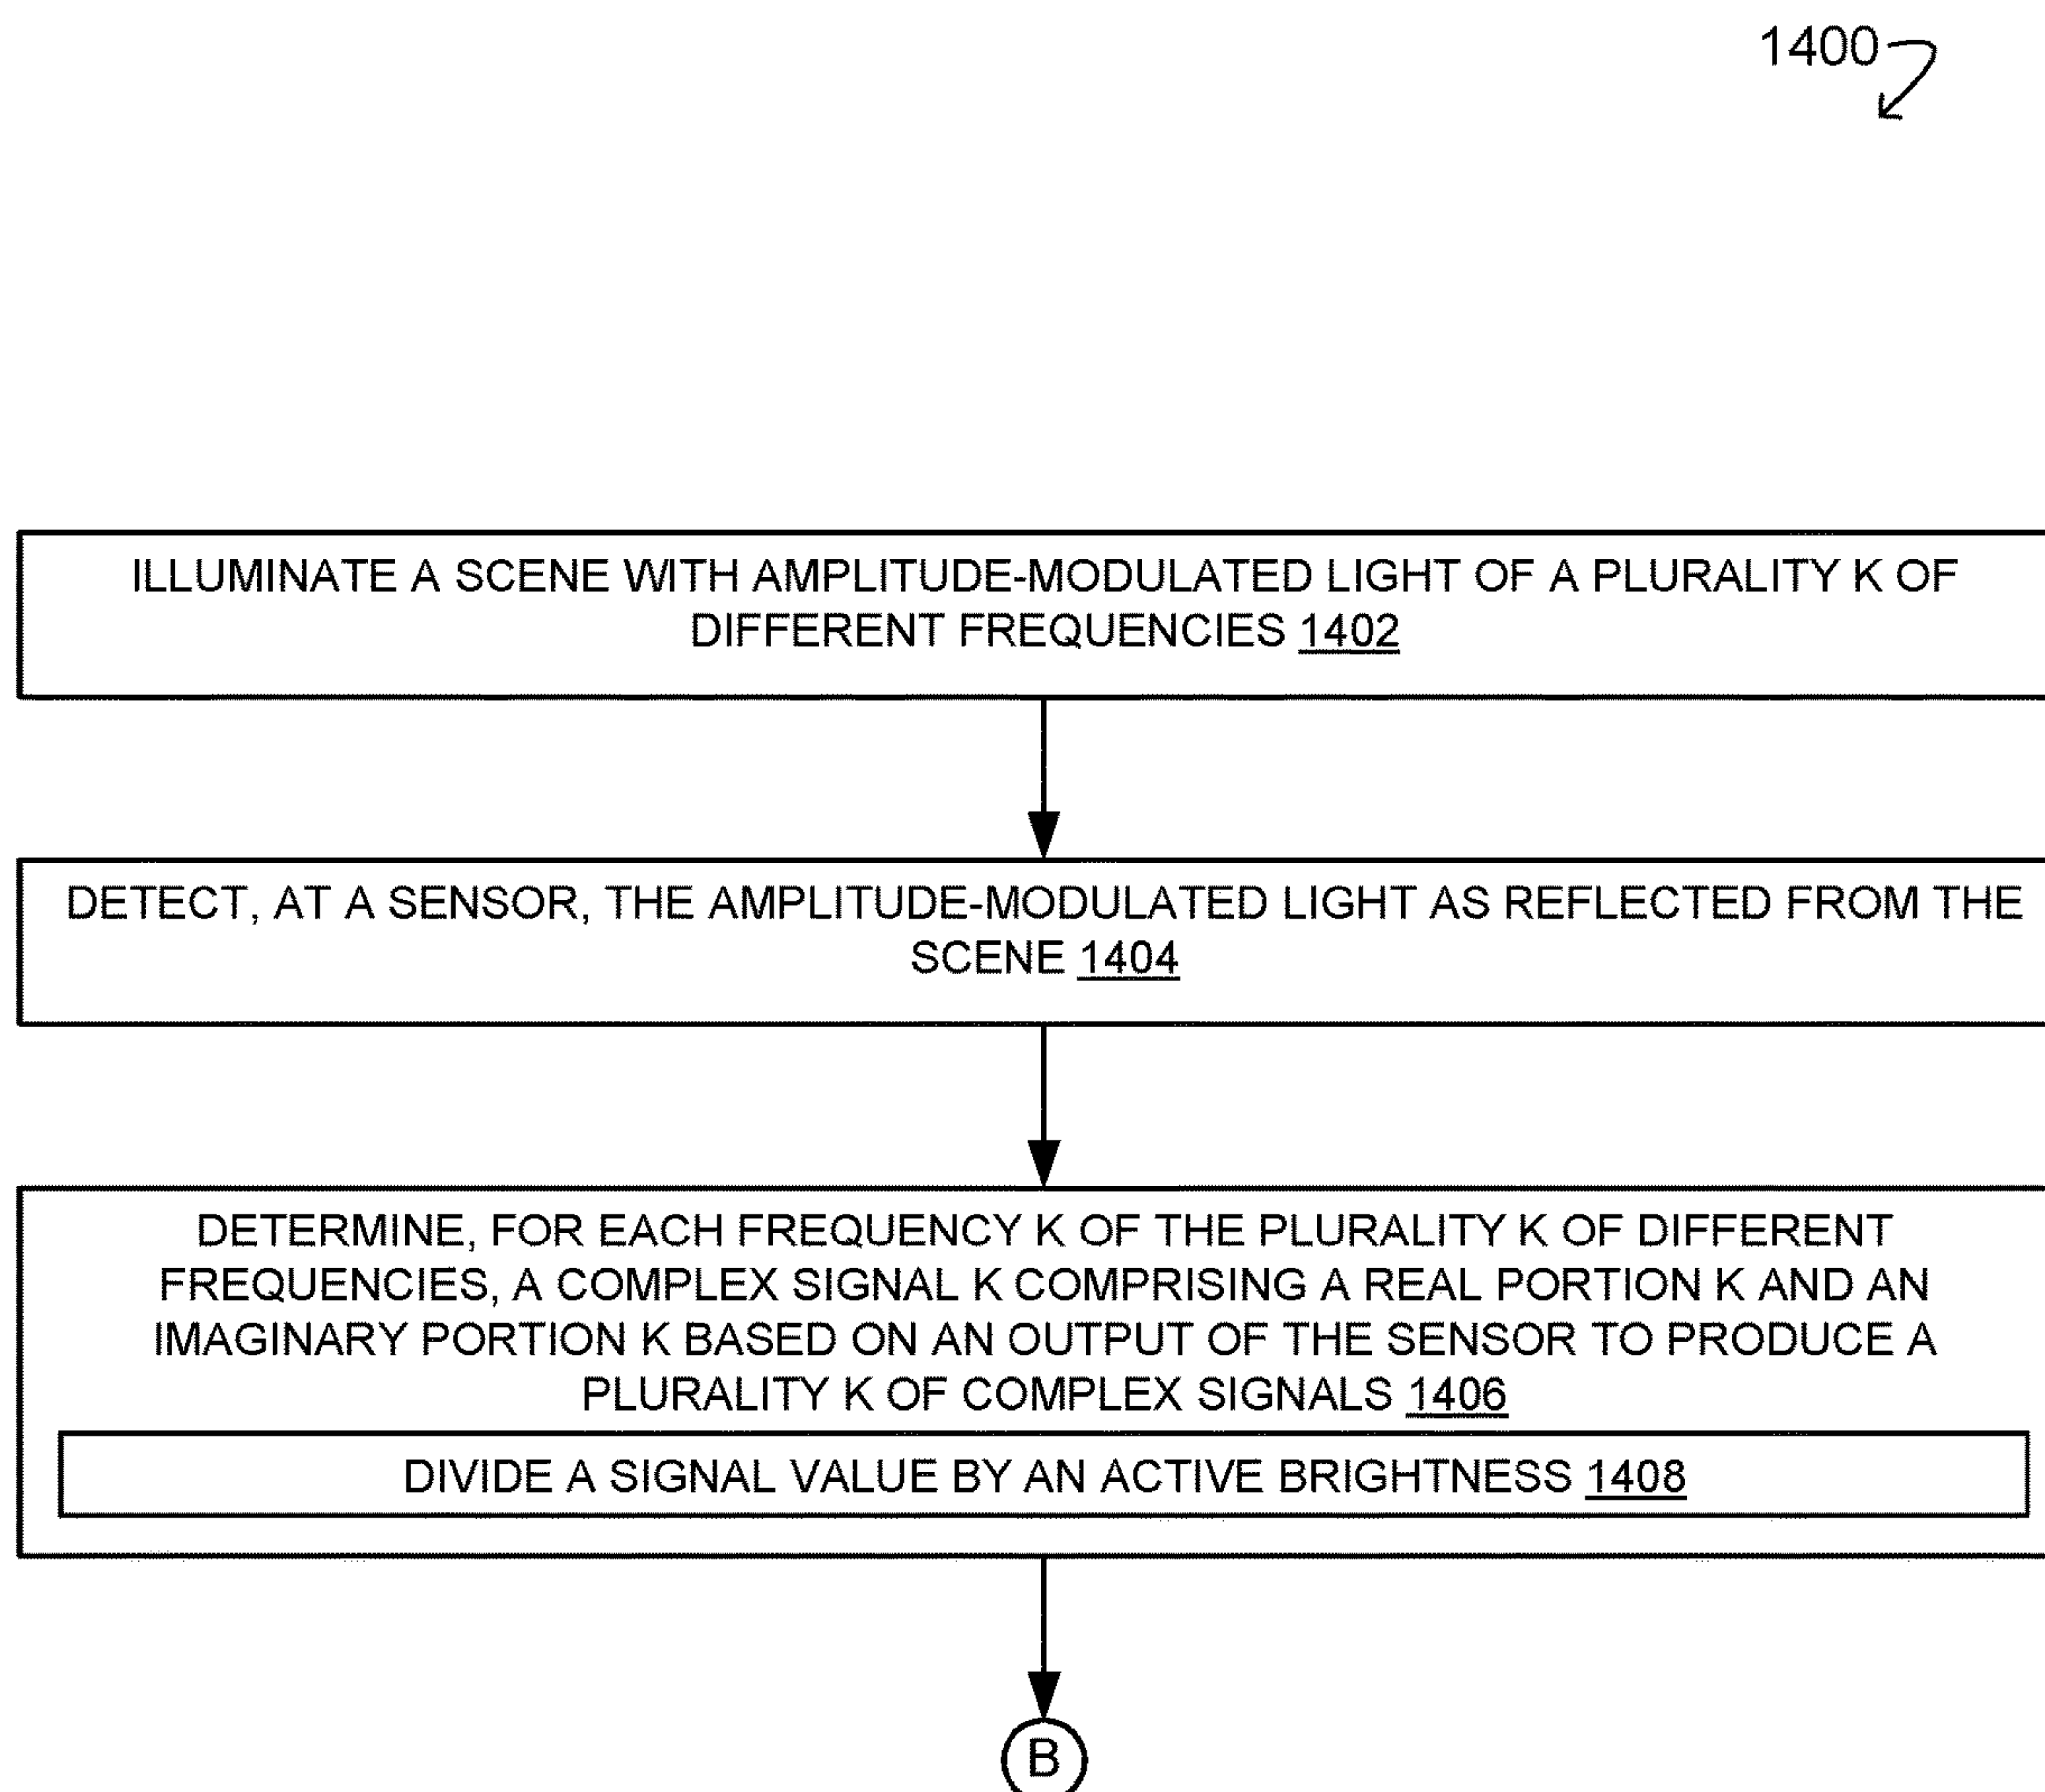 1400
ILLUMINATE A SCENE WITH AMPLITUDE-MODULATED LIGHT OF A PLURALITY K OF
DIFFERENT FREQUENCIES 1402
DETECT, AT A SENSOR, THE AMPLITUDE-MODULATED LIGHT AS REFLECTED FROM THE
SCENE 1404
DETERMINE, FOR EACH FREQUENCY K OF THE PLURALITY K OF DIFFERENT
FREQUENCIES, A COMPLEX SIGNAL K COMPRISING A REAL PORTION K AND AN
IMAGINARY PORTION K BASED ON AN OUTPUT OF THE SENSOR TO PRODUCE A
PLURALITY K OF COMPLEX SIGNALS 1406
DIVIDE A SIGNAL VALUE BY AN ACTIVE BRIGHTNESS 1408
B